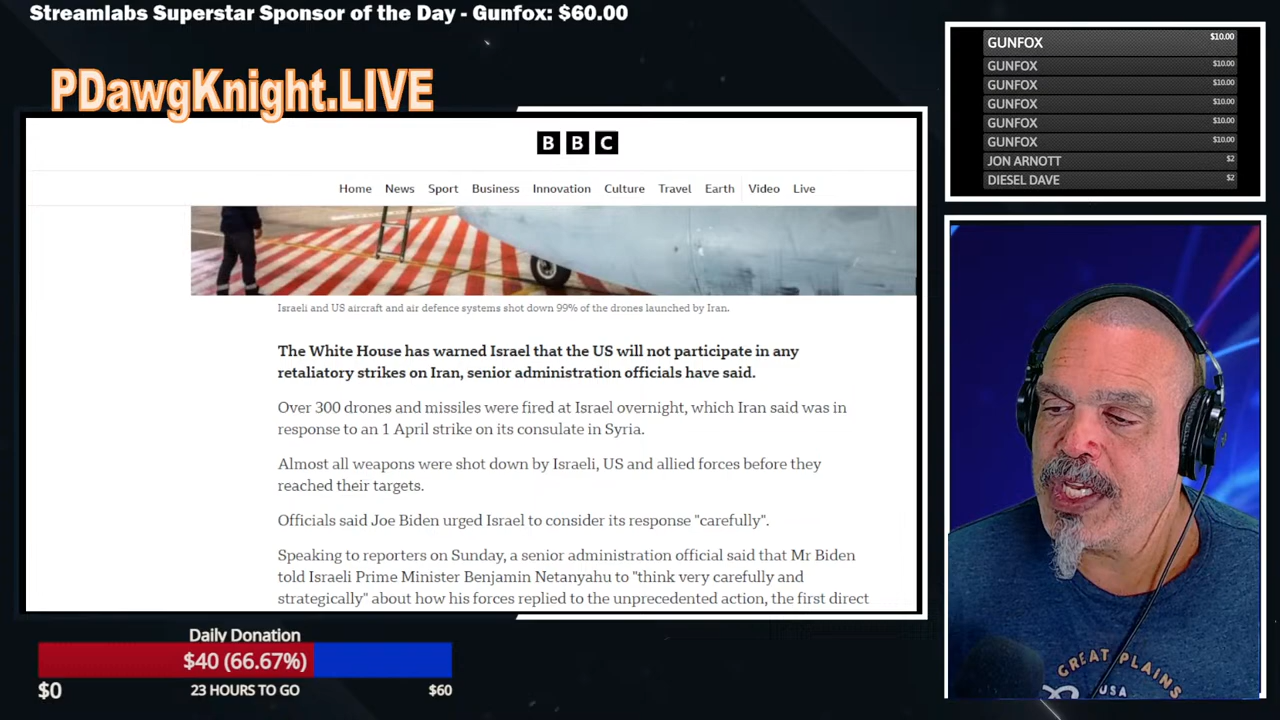 Streamlabs Superstar Sponsor of the Day - Gunfox: $60.00
PDawgKnight.LIVE
GUNFOX $10.00
GUNFOX $10.00
GUNFOX $10.00
GUNFOX $10.00
GUNFOX $10.00
GUNFOX $10.00
JON ARNOTT $2
DIESEL DAVE $2
BBC
Home News Sport Business Innovation Culture Travel Earth Video Live
Israeli and US aircraft and air defence systems shot down 99% of the drones launched by Iran.
The White House has warned Israel that the US will not participate in any
retaliatory strikes on Iran, senior administration officials have said.
Over 300 drones and missiles were fired at Israel overnight, which Iran said was in
response to an 1 April strike on its consulate in Syria.
Almost all weapons were shot down by Israeli, US and allied forces before they
reached their targets.
Officials said Joe Biden urged Israel to consider its response "carefully".
Speaking to reporters on Sunday, a senior administration official said that Mr Biden
told Israeli Prime Minister Benjamin Netanyahu to "think very carefully and
strategically" about how his forces replied to the unprecedented action, the first direct
Daily Donation
$40 (66.67%)
$0 23 HOURS TO GO $60
GREAT PLAINS
USA